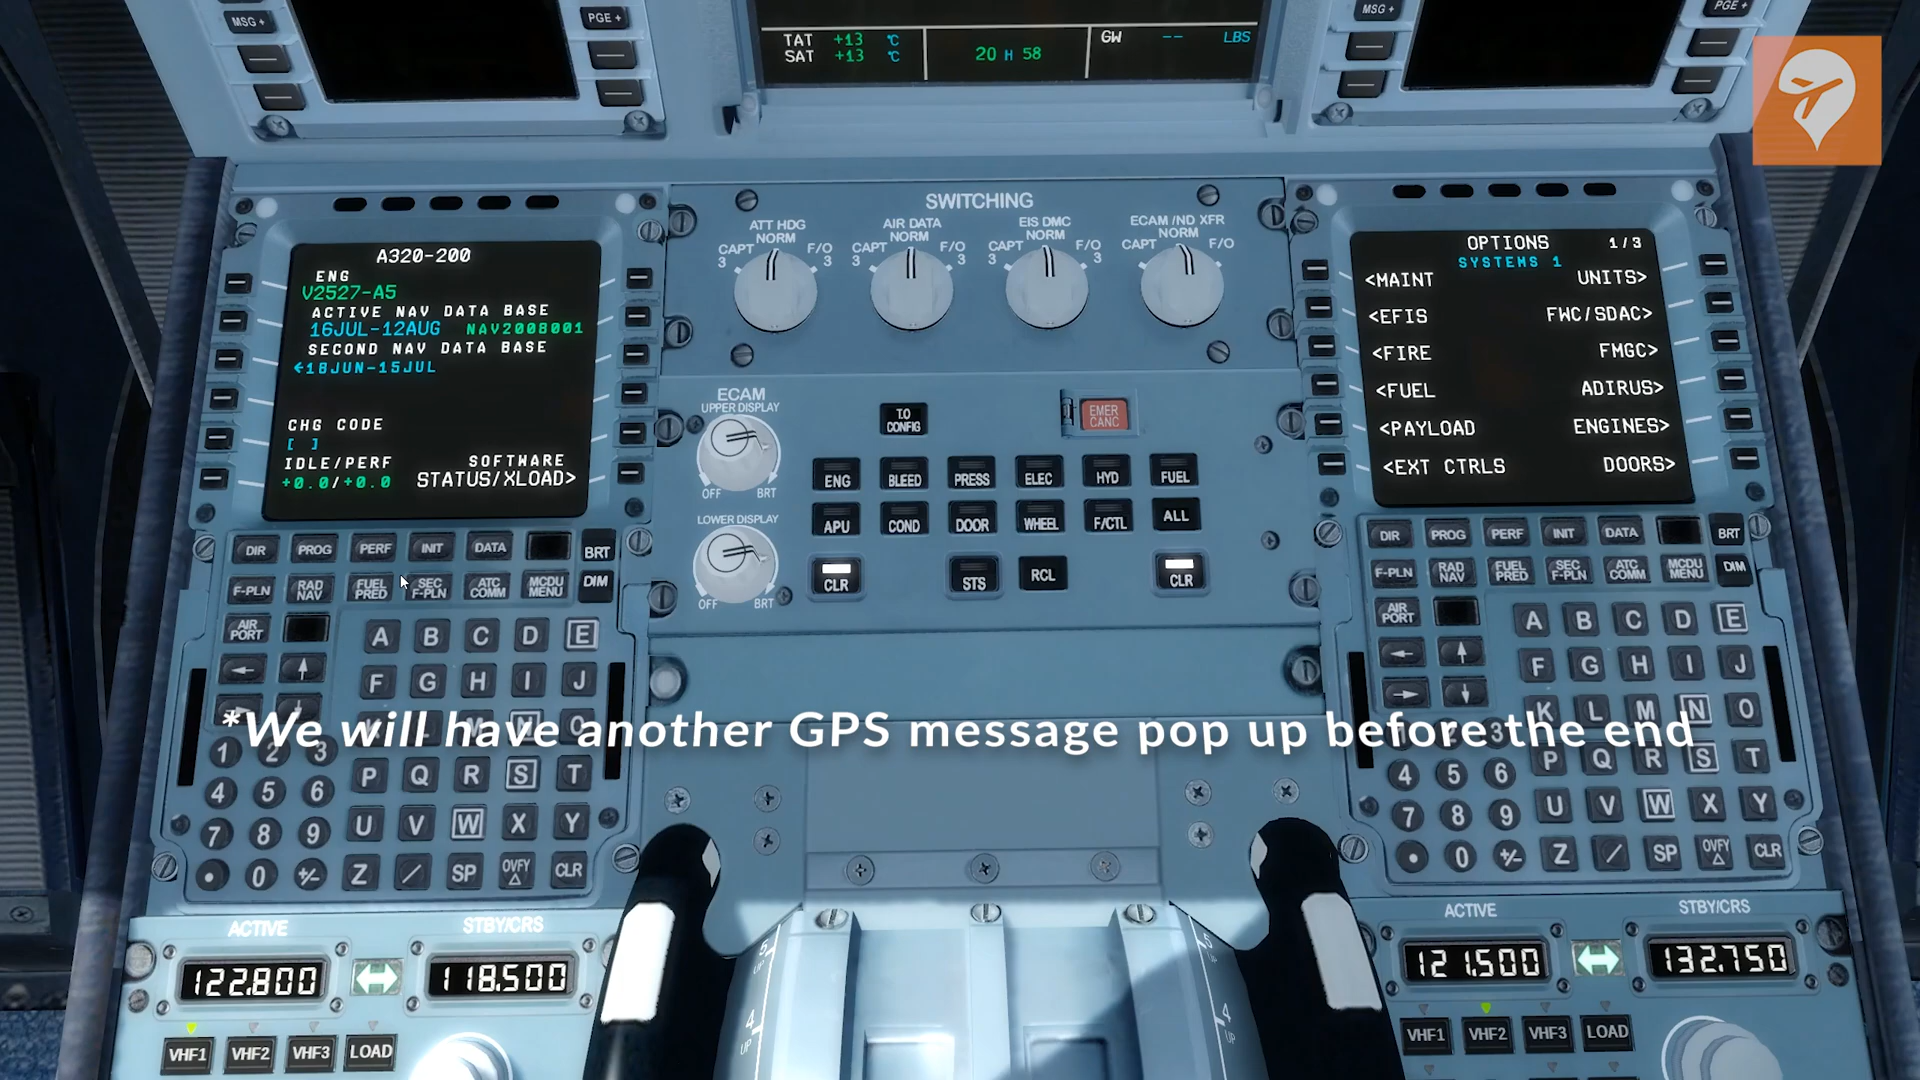 MSG +
PGE +
TAT +13 °C
SAT +13 °C
20 H 58
GW -- LBS
MSG +
PGE +
A320-200
ENG
V2527-A5
ACTIVE NAV DATA BASE
16JUL-12AUG NAV2008001
SECOND NAV DATA BASE
←18JUN-15JUL
CHG CODE
[ ]
IDLE/PERF SOFTWARE
+0.0/+0.0 STATUS/XLOAD>
SWITCHING
ATT HDG AIR DATA EIS DMC ECAM /ND XFR
NORM NORM NORM NORM
CAPT F/O CAPT F/O CAPT F/O CAPT F/O
3 3 3 3 3 3
OPTIONS 1/3
SYSTEMS 1
<MAINT UNITS>
<EFIS FWC/SDAC>
<FIRE FMGC>
<FUEL ADIRUS>
<PAYLOAD ENGINES>
<EXT CTRLS DOORS>
ECAM
UPPER DISPLAY
OFF BRT
LOWER DISPLAY
OFF BRT
T.O
CONFIG
EMER
CANC
ENG BLEED PRESS ELEC HYD FUEL
APU COND DOOR WHEEL F/CTL ALL
CLR STS RCL CLR
DIR PROG PERF INIT DATA BRT
F-PLN RAD NAV FUEL PRED SEC F-PLN ATC COMM MCDU MENU DIM
AIR PORT
← ↑
A B C D E
F G H I J
1 2 3
P Q R S T
4 5 6
U V W X Y
7 8 9
Z / SP OVFY △ CLR
• 0 +/-
DIR PROG PERF INIT DATA BRT
F-PLN RAD NAV FUEL PRED SEC F-PLN ATC COMM MCDU MENU DIM
AIR PORT
← ↑
→ ↓
A B C D E
F G H I J
K L M N O
P Q R S T
4 5 6
U V W X Y
7 8 9
Z / SP OVFY △ CLR
• 0 +/-
*We will have another GPS message pop up before the end
ACTIVE STBY/CRS
122.800 118.500
VHF1 VHF2 VHF3 LOAD
5 UP
4 UP
5 UP
4 UP
ACTIVE STBY/CRS
121.500 132.750
VHF1 VHF2 VHF3 LOAD